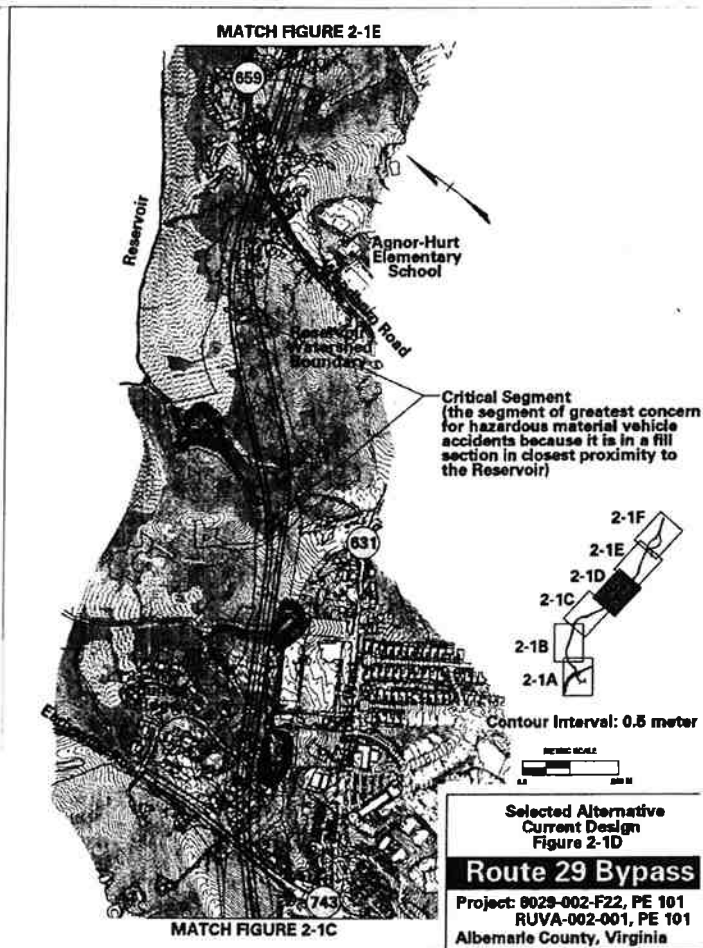 MATCH FIGURE 2-1E
659
Reservoir
Agnor-Hurt
Elementary
School
Road
Reservoir
Watershed
Boundary
Critical Segment
(the segment of greatest concern
for hazardous material vehicle
accidents because it is in a fill
section in closest proximity to
the Reservoir)
631
2-1F
2-1E
2-1D
2-1C
2-1B
2-1A
Contour Interval: 0.5 meter
METRIC SCALE
Selected Alternative
Current Design
Figure 2-1D
Route 29 Bypass
Project: 6029-002-F22, PE 101
RUVA-002-001, PE 101
Albemarle County, Virginia
743
MATCH FIGURE 2-1C